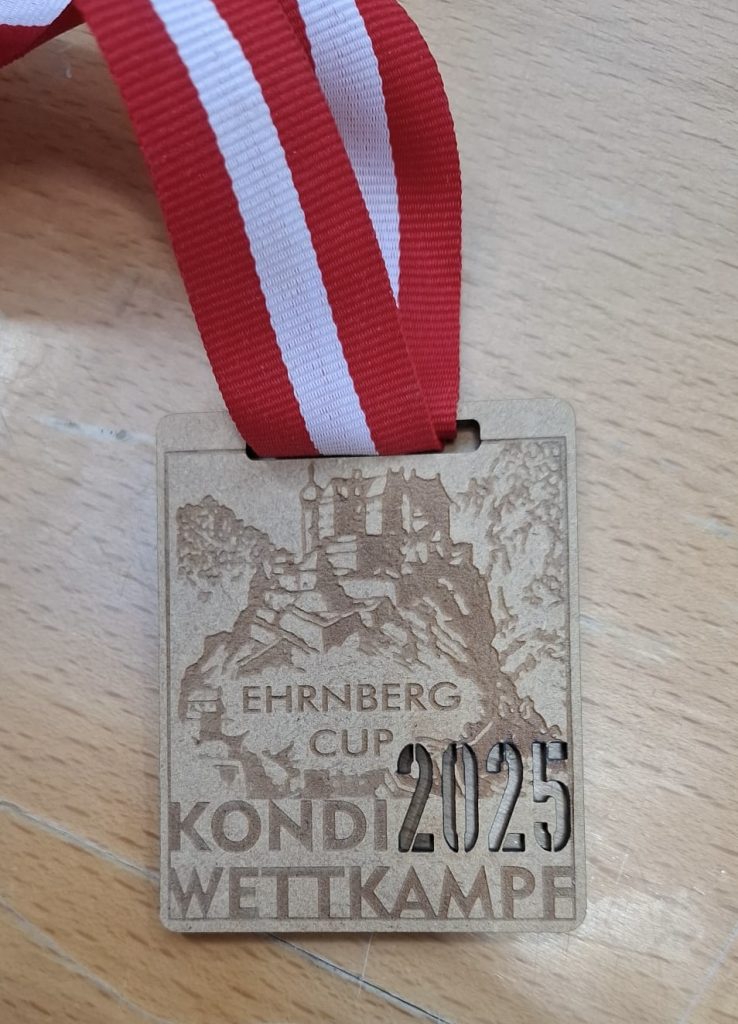 EHRNBERG
CUP
KONDI 2025
WETTKAMPF